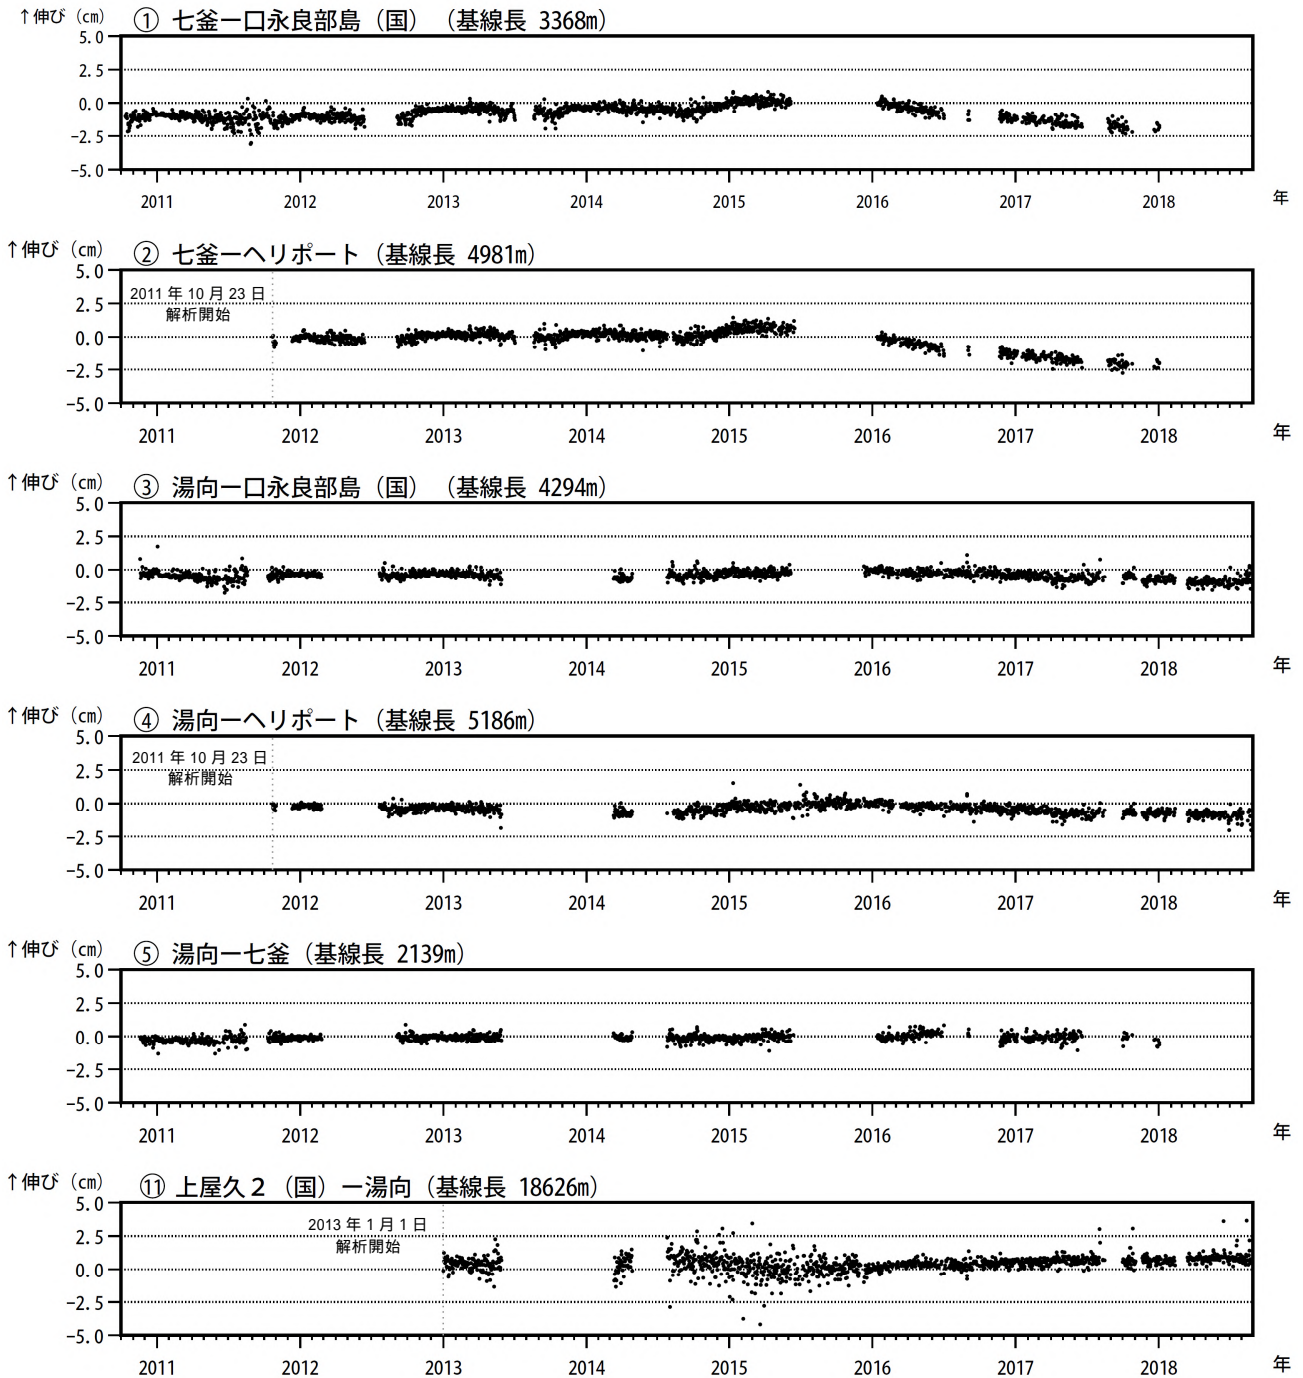 ↑伸び（cm） ① 七釜ー口永良部島（国）（基線長 3368m）
5.0
2.5
0.0
−2.5
−5.0
2011 2012 2013 2014 2015 2016 2017 2018 年
↑伸び（cm） ② 七釜ーヘリポート（基線長 4981m）
5.0
2011 年 10 月 23 日
2.5
解析開始
0.0
−2.5
−5.0
2011 2012 2013 2014 2015 2016 2017 2018 年
↑伸び（cm） ③ 湯向ー口永良部島（国）（基線長 4294m）
5.0
2.5
0.0
−2.5
−5.0
2011 2012 2013 2014 2015 2016 2017 2018 年
↑伸び（cm） ④ 湯向ーヘリポート（基線長 5186m）
5.0
2011 年 10 月 23 日
2.5
解析開始
0.0
−2.5
−5.0
2011 2012 2013 2014 2015 2016 2017 2018 年
↑伸び（cm） ⑤ 湯向ー七釜（基線長 2139m）
5.0
2.5
0.0
−2.5
−5.0
2011 2012 2013 2014 2015 2016 2017 2018 年
↑伸び（cm） ⑪ 上屋久２（国）ー湯向（基線長 18626m）
5.0
2013 年 1 月 1 日
2.5
解析開始
0.0
−2.5
−5.0
2011 2012 2013 2014 2015 2016 2017 2018 年